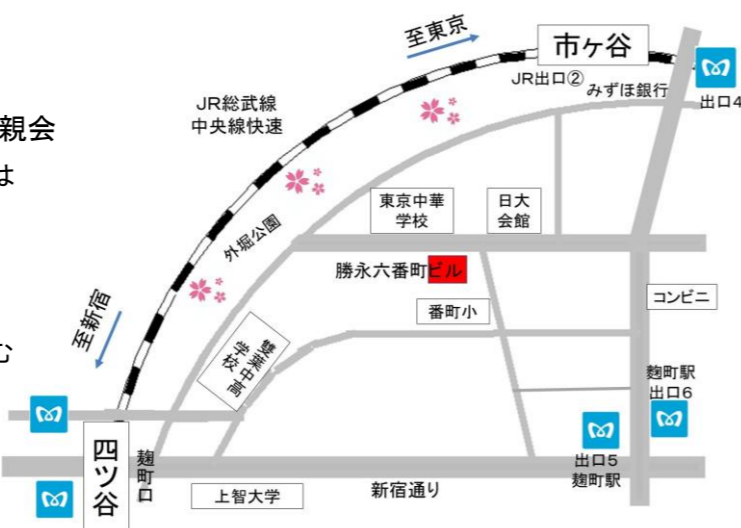 至東京
市ヶ谷
JR出口②
みずほ銀行
出口4
JR総武線
中央線快速
親会
は
東京中華
学校
日大
会館
外堀公園
勝永六番町ビル
コンビニ
番町小
至新宿
む
雙葉中高
学校
麹町駅
出口6
四ツ谷
麹町口
出口5
麹町駅
上智大学
新宿通り